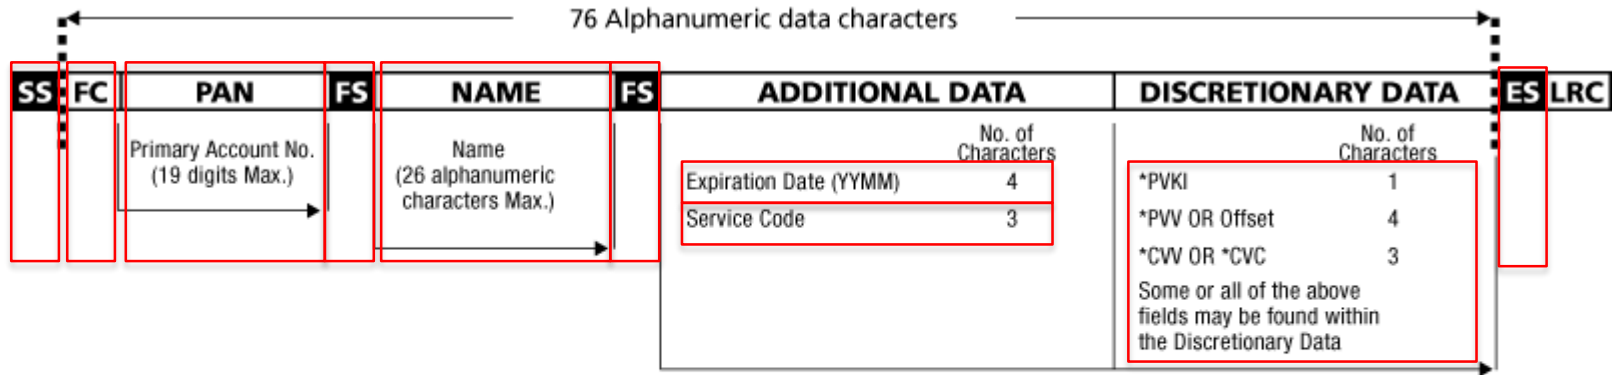 76 Alphanumeric data characters
SS FC PAN FS NAME FS ADDITIONAL DATA DISCRETIONARY DATA ES LRC
Primary Account No.
(19 digits Max.)
Name
(26 alphanumeric
characters Max.)
No. of
Characters
Expiration Date (YYMM) 4
Service Code 3
No. of
Characters
*PVKI 1
*PVV OR Offset 4
*CVV OR *CVC 3
Some or all of the above
fields may be found within
the Discretionary Data